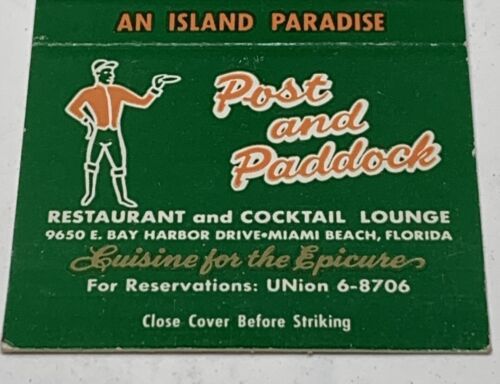 AN ISLAND PARADISE
Post
and
Paddock
RESTAURANT and COCKTAIL LOUNGE
9650 E. BAY HARBOR DRIVE•MIAMI BEACH, FLORIDA
Cuisine for the Epicure
For Reservations: UNion 6-8706
Close Cover Before Striking